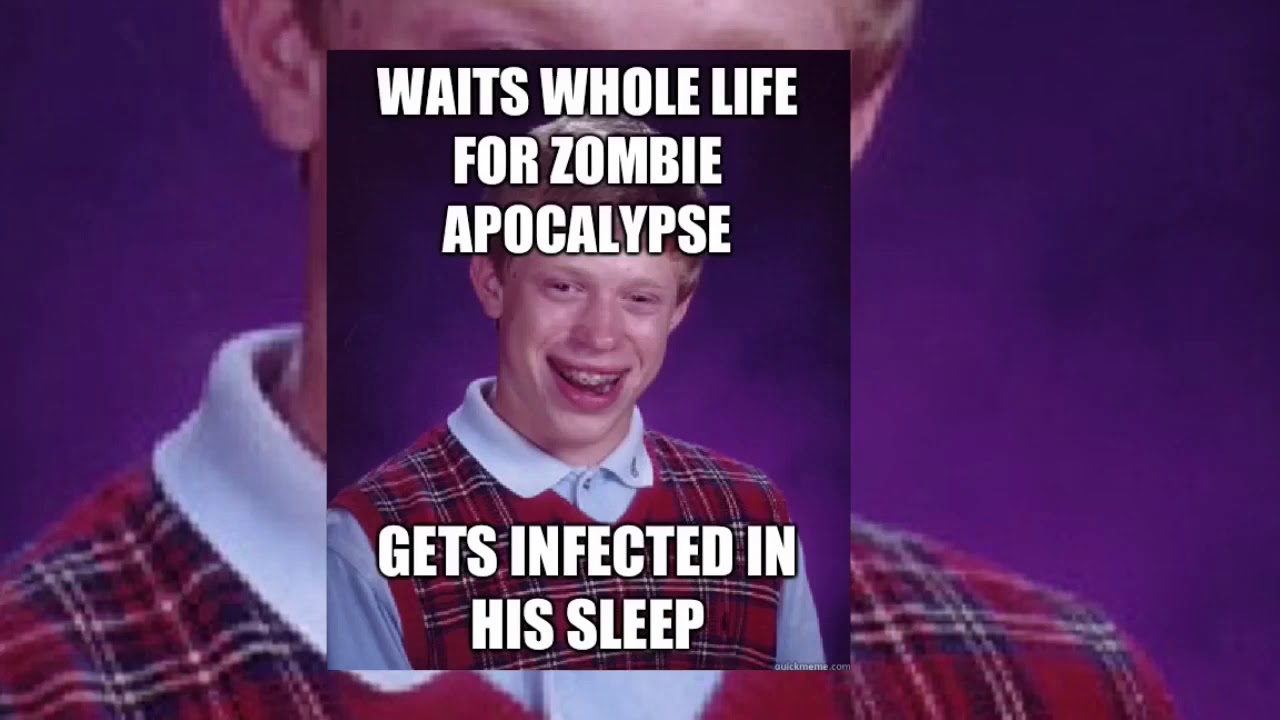 WAITS WHOLE LIFE
FOR ZOMBIE
APOCALYPSE
GETS INFECTED IN
HIS SLEEP
quickmeme.com